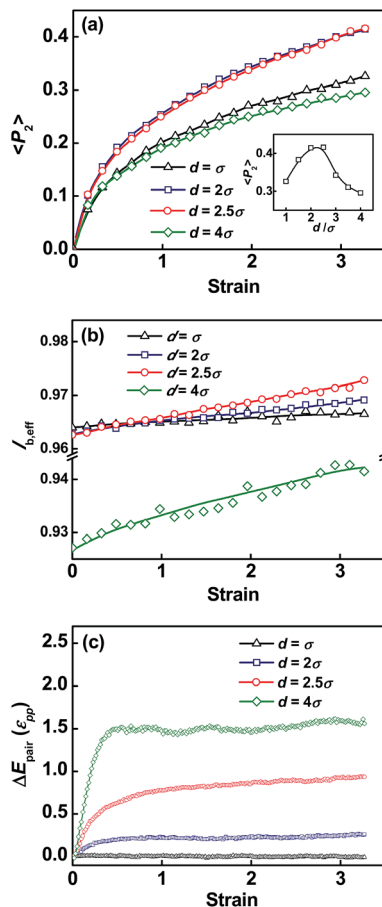 (a)
<P₂>
0.4
0.3
0.2
0.1
0.0
d = σ
d = 2σ
d = 2.5σ
d = 4σ
<P₂>
0.4
0.3
1 2 3 4
d/σ
0 1 2 3
Strain
(b)
ℓb,eff
0.98
0.97
0.96
0.94
0.93
d = σ
d = 2σ
d = 2.5σ
d = 4σ
0 1 2 3
Strain
(c)
ΔEpair (εpp)
2.5
2.0
1.5
1.0
0.5
0.0
d = σ
d = 2σ
d = 2.5σ
d = 4σ
0 1 2 3
Strain